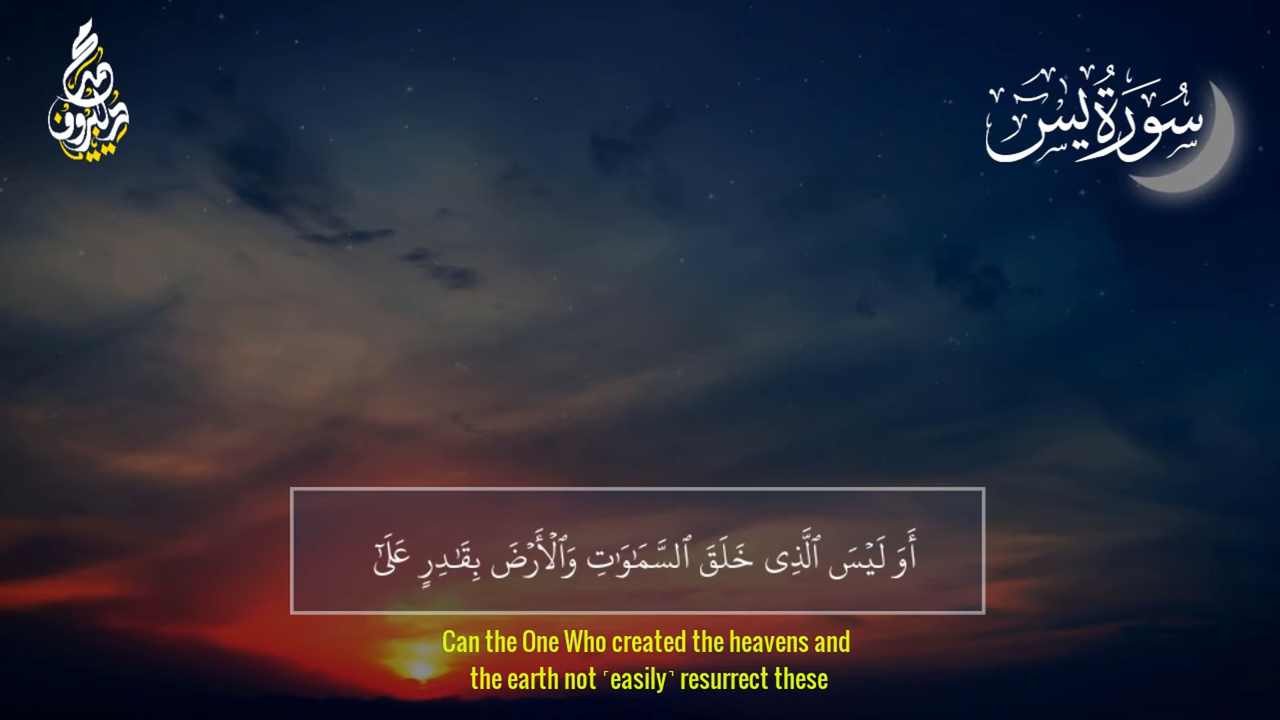 سُورَةُ يسٓ
أَوَ لَيْسَ ٱلَّذِى خَلَقَ ٱلسَّمَـٰوَٰتِ وَٱلْأَرْضَ بِقَـٰدِرٍ عَلَىٰٓ
Can the One Who created the heavens and
the earth not ˹easily˺ resurrect these